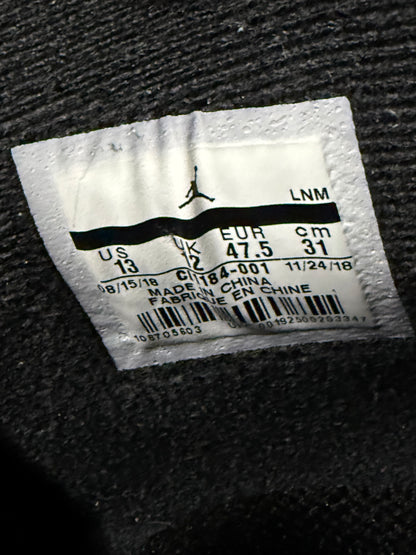 LNM
US UK EUR cm
13 12 47.5 31
08/15/18 11/24/18
MADE IN CHINA
FABRIQUE EN CHINE
108705603